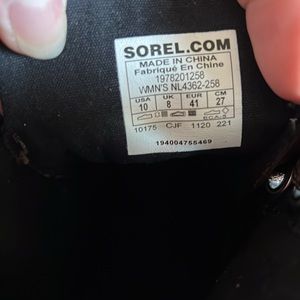 SOREL.COM
MADE IN CHINA
Fabriqué En Chine
1978201258
WMN'S NL4362-258
USA UK EUR CM
10 8 41 27
10175 CJF 1120 221
194004755469